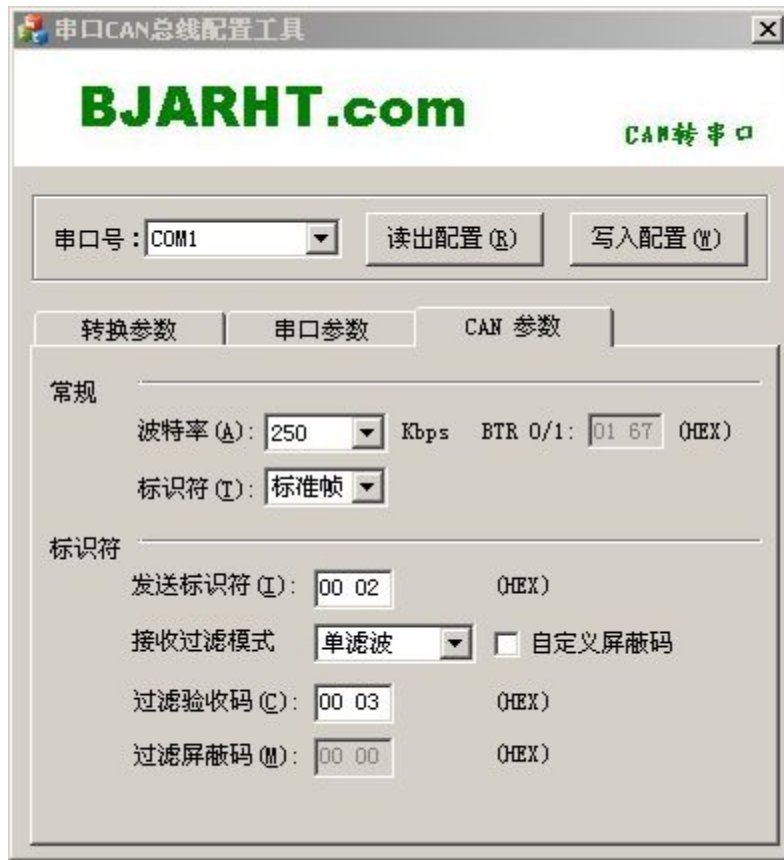 串口CAN总线配置工具
BJARHT.com
CAN转串口
串口号：COM1 读出配置(R) 写入配置(W)
转换参数 串口参数 CAN 参数
常规
波特率(A): 250 Kbps BTR 0/1: 01 67 (HEX)
标识符(T): 标准帧
标识符
发送标识符(I): 00 02 (HEX)
接收过滤模式 单滤波 自定义屏蔽码
过滤验收码(C): 00 03 (HEX)
过滤屏蔽码(M): 00 00 (HEX)